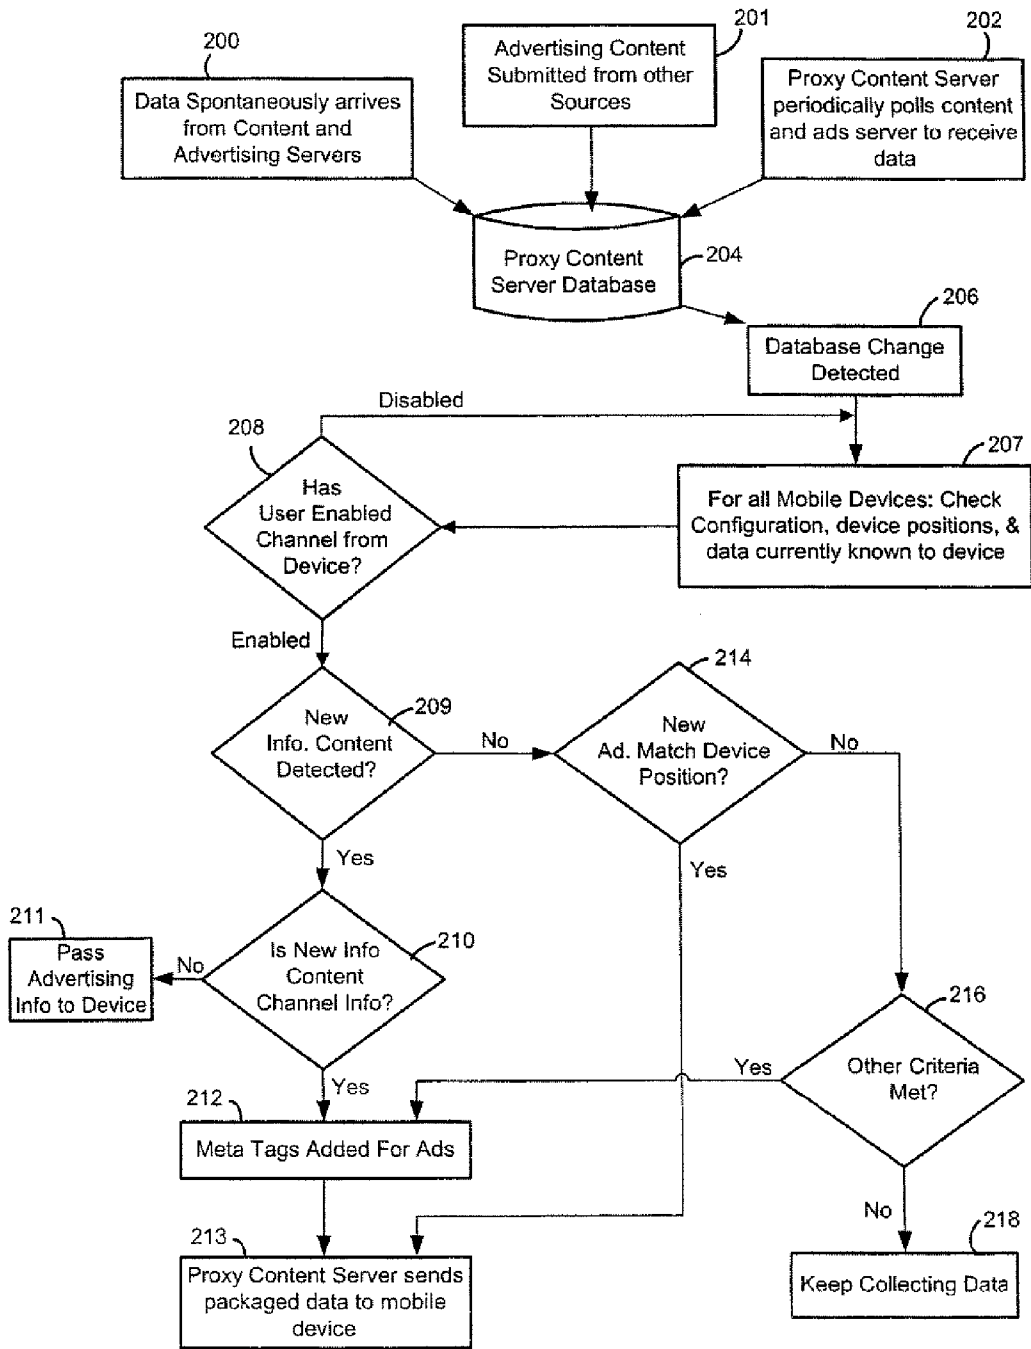 200
Data Spontaneously arrives
from Content and
Advertising Servers
201
Advertising Content
Submitted from other
Sources
202
Proxy Content Server
periodically polls content
and ads server to receive
data
Proxy Content
Server Database
204
206
Database Change
Detected
Disabled
208
Has
User Enabled
Channel from
Device?
207
For all Mobile Devices: Check
Configuration, device positions, &
data currently known to device
Enabled
209
New
Info. Content
Detected?
No
214
New
Ad. Match Device
Position?
No
Yes
Yes
211
Pass
Advertising
Info to Device
No
210
Is New Info
Content
Channel Info?
Yes
216
Other Criteria
Met?
Yes
No
212
Meta Tags Added For Ads
213
Proxy Content Server sends
packaged data to mobile
device
218
Keep Collecting Data